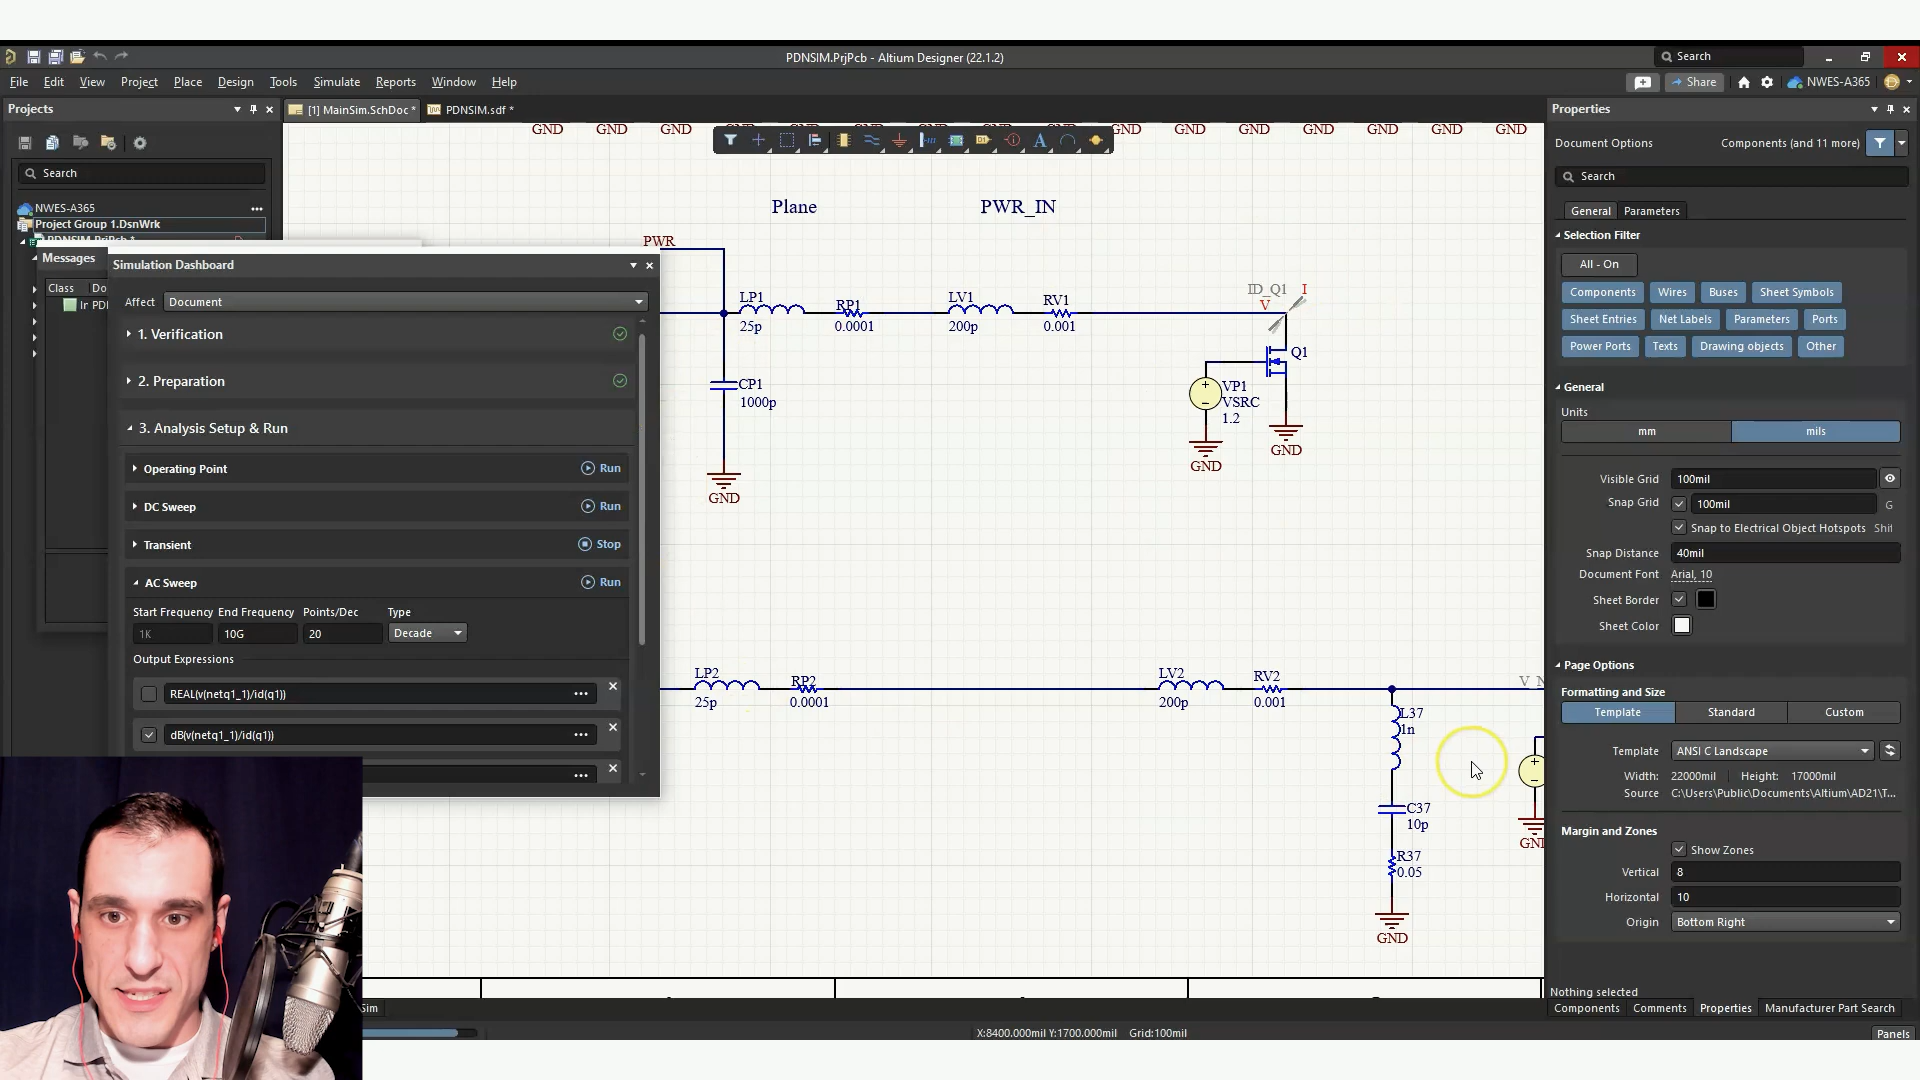 PDNSIM.PrjPcb - Altium Designer (22.1.2)
Search
File Edit View Project Place Design Tools Simulate Reports Window Help
Share
NWES-A365
Projects
[1] MainSim.SchDoc *
PDNSIM.sdf *
Properties
GND GND GND GND GND GND GND GND GND GND
Document Options
Components (and 11 more)
Search
Search
NWES-A365
Project Group 1.DsnWrk
PDNSIM.PrjPcb *
Messages
Class
Do
Simulation Dashboard
Affect
Document
1. Verification
2. Preparation
3. Analysis Setup & Run
Operating Point
Run
DC Sweep
Run
Transient
Stop
AC Sweep
Run
Start Frequency End Frequency Points/Dec Type
1K 10G 20 Decade
Output Expressions
REAL(v(netq1_1)/id(q1))
dB(v(netq1_1)/id(q1))
Plane
PWR_IN
PWR
LP1
25p
RP1
0.0001
LV1
200p
RV1
0.001
ID_Q1
I
V
Q1
VP1
VSRC
1.2
GND
GND
CP1
1000p
GND
LP2
25p
RP2
0.0001
LV2
200p
RV2
0.001
L37
1n
C37
10p
R37
0.05
GND
General
Parameters
Selection Filter
All - On
Components Wires Buses Sheet Symbols
Sheet Entries Net Labels Parameters Ports
Power Ports Texts Drawing objects Other
General
Units
mm
mils
Visible Grid
100mil
Snap Grid
100mil
G
Snap to Electrical Object Hotspots
Shif
Snap Distance
40mil
Document Font
Arial, 10
Sheet Border
Sheet Color
Page Options
Formatting and Size
Template Standard Custom
Template
ANSI C Landscape
Width: 22000mil | Height: 17000mil
Source
C:\Users\Public\Documents\Altium\AD21\T...
Margin and Zones
Show Zones
Vertical
8
Horizontal
10
Origin
Bottom Right
Nothing selected
Components Comments Properties Manufacturer Part Search
X:8400.000mil Y:1700.000mil Grid:100mil
Panels